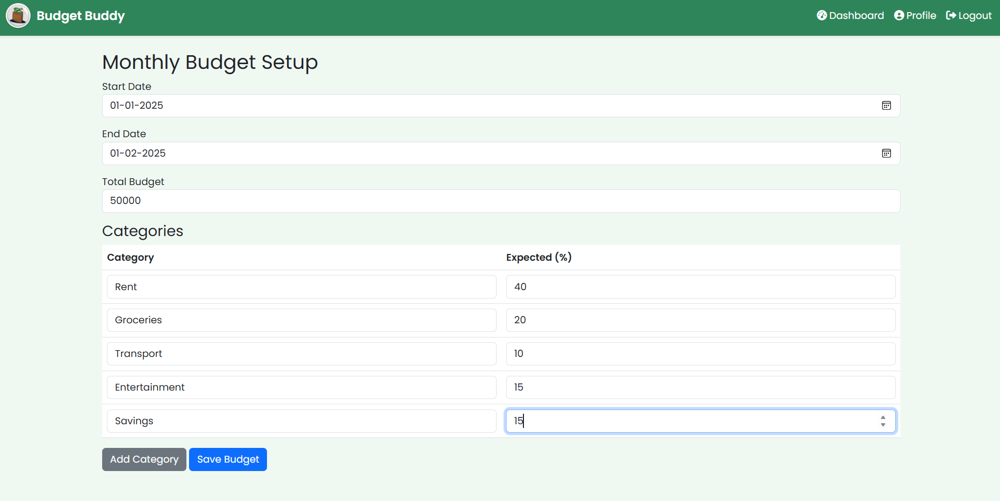 Budget Buddy
Dashboard Profile Logout
Monthly Budget Setup
Start Date
01-01-2025
End Date
01-02-2025
Total Budget
50000
Categories
Category Expected (%)
Rent 40
Groceries 20
Transport 10
Entertainment 15
Savings 15
Add Category Save Budget